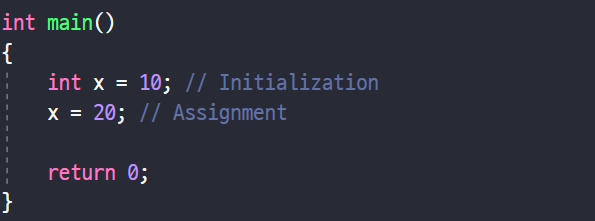 int main()
{
    int x = 10; // Initialization
    x = 20; // Assignment
    return 0;
}